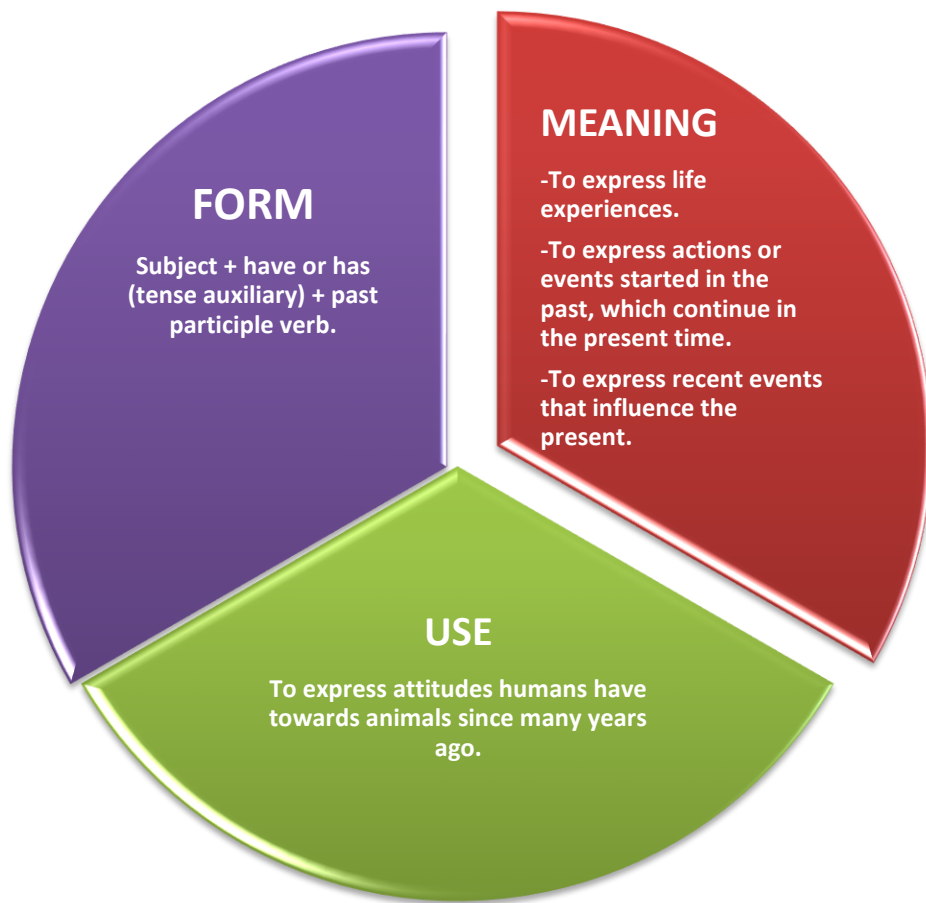 FORM
Subject + have or has
(tense auxiliary) + past
participle verb.
MEANING
-To express life
experiences.
-To express actions or
events started in the
past, which continue in
the present time.
-To express recent events
that influence the
present.
USE
To express attitudes humans have
towards animals since many years
ago.